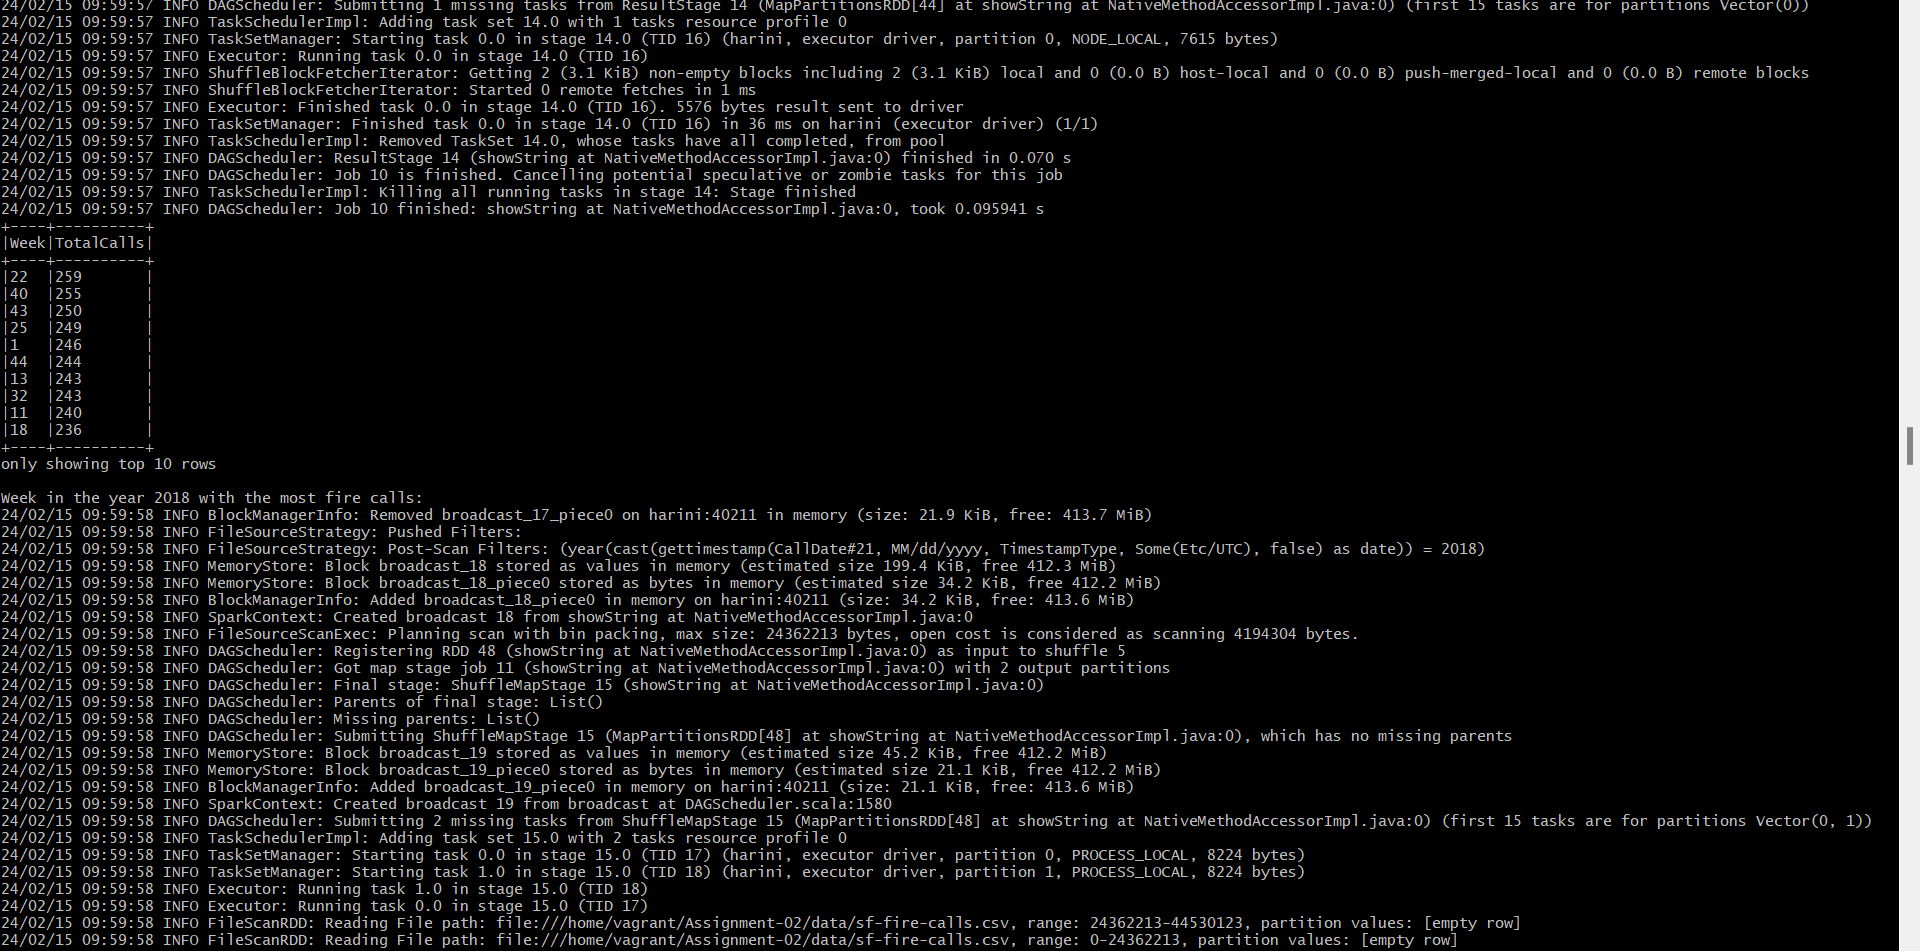 24/02/15 09:59:57 INFO DAGScheduler: Submitting 1 missing tasks from ResultStage 14 (MapPartitionsRDD[44] at showString at NativeMethodAccessorImpl.java:0) (first 15 tasks are for partitions Vector(0))
24/02/15 09:59:57 INFO TaskSchedulerImpl: Adding task set 14.0 with 1 tasks resource profile 0
24/02/15 09:59:57 INFO TaskSetManager: Starting task 0.0 in stage 14.0 (TID 16) (harini, executor driver, partition 0, NODE_LOCAL, 7615 bytes)
24/02/15 09:59:57 INFO Executor: Running task 0.0 in stage 14.0 (TID 16)
24/02/15 09:59:57 INFO ShuffleBlockFetcherIterator: Getting 2 (3.1 KiB) non-empty blocks including 2 (3.1 KiB) local and 0 (0.0 B) host-local and 0 (0.0 B) push-merged-local and 0 (0.0 B) remote blocks
24/02/15 09:59:57 INFO ShuffleBlockFetcherIterator: Started 0 remote fetches in 1 ms
24/02/15 09:59:57 INFO Executor: Finished task 0.0 in stage 14.0 (TID 16). 5576 bytes result sent to driver
24/02/15 09:59:57 INFO TaskSetManager: Finished task 0.0 in stage 14.0 (TID 16) in 36 ms on harini (executor driver) (1/1)
24/02/15 09:59:57 INFO TaskSchedulerImpl: Removed TaskSet 14.0, whose tasks have all completed, from pool
24/02/15 09:59:57 INFO DAGScheduler: ResultStage 14 (showString at NativeMethodAccessorImpl.java:0) finished in 0.070 s
24/02/15 09:59:57 INFO DAGScheduler: Job 10 is finished. Cancelling potential speculative or zombie tasks for this job
24/02/15 09:59:57 INFO TaskSchedulerImpl: Killing all running tasks in stage 14: Stage finished
24/02/15 09:59:57 INFO DAGScheduler: Job 10 finished: showString at NativeMethodAccessorImpl.java:0, took 0.095941 s
+----+----------+
|Week|TotalCalls|
+----+----------+
|22  |259       |
|40  |255       |
|43  |250       |
|25  |249       |
|1   |246       |
|44  |244       |
|13  |243       |
|32  |243       |
|11  |240       |
|18  |236       |
+----+----------+
only showing top 10 rows
Week in the year 2018 with the most fire calls:
24/02/15 09:59:58 INFO BlockManagerInfo: Removed broadcast_17_piece0 on harini:40211 in memory (size: 21.9 KiB, free: 413.7 MiB)
24/02/15 09:59:58 INFO FileSourceStrategy: Pushed Filters:
24/02/15 09:59:58 INFO FileSourceStrategy: Post-Scan Filters: (year(cast(gettimestamp(CallDate#21, MM/dd/yyyy, TimestampType, Some(Etc/UTC), false) as date)) = 2018)
24/02/15 09:59:58 INFO MemoryStore: Block broadcast_18 stored as values in memory (estimated size 199.4 KiB, free 412.3 MiB)
24/02/15 09:59:58 INFO MemoryStore: Block broadcast_18_piece0 stored as bytes in memory (estimated size 34.2 KiB, free 412.2 MiB)
24/02/15 09:59:58 INFO BlockManagerInfo: Added broadcast_18_piece0 in memory on harini:40211 (size: 34.2 KiB, free: 413.6 MiB)
24/02/15 09:59:58 INFO SparkContext: Created broadcast 18 from showString at NativeMethodAccessorImpl.java:0
24/02/15 09:59:58 INFO FileSourceScanExec: Planning scan with bin packing, max size: 24362213 bytes, open cost is considered as scanning 4194304 bytes.
24/02/15 09:59:58 INFO DAGScheduler: Registering RDD 48 (showString at NativeMethodAccessorImpl.java:0) as input to shuffle 5
24/02/15 09:59:58 INFO DAGScheduler: Got map stage job 11 (showString at NativeMethodAccessorImpl.java:0) with 2 output partitions
24/02/15 09:59:58 INFO DAGScheduler: Final stage: ShuffleMapStage 15 (showString at NativeMethodAccessorImpl.java:0)
24/02/15 09:59:58 INFO DAGScheduler: Parents of final stage: List()
24/02/15 09:59:58 INFO DAGScheduler: Missing parents: List()
24/02/15 09:59:58 INFO DAGScheduler: Submitting ShuffleMapStage 15 (MapPartitionsRDD[48] at showString at NativeMethodAccessorImpl.java:0), which has no missing parents
24/02/15 09:59:58 INFO MemoryStore: Block broadcast_19 stored as values in memory (estimated size 45.2 KiB, free 412.2 MiB)
24/02/15 09:59:58 INFO MemoryStore: Block broadcast_19_piece0 stored as bytes in memory (estimated size 21.1 KiB, free 412.2 MiB)
24/02/15 09:59:58 INFO BlockManagerInfo: Added broadcast_19_piece0 in memory on harini:40211 (size: 21.1 KiB, free: 413.6 MiB)
24/02/15 09:59:58 INFO SparkContext: Created broadcast 19 from broadcast at DAGScheduler.scala:1580
24/02/15 09:59:58 INFO DAGScheduler: Submitting 2 missing tasks from ShuffleMapStage 15 (MapPartitionsRDD[48] at showString at NativeMethodAccessorImpl.java:0) (first 15 tasks are for partitions Vector(0, 1))
24/02/15 09:59:58 INFO TaskSchedulerImpl: Adding task set 15.0 with 2 tasks resource profile 0
24/02/15 09:59:58 INFO TaskSetManager: Starting task 0.0 in stage 15.0 (TID 17) (harini, executor driver, partition 0, PROCESS_LOCAL, 8224 bytes)
24/02/15 09:59:58 INFO TaskSetManager: Starting task 1.0 in stage 15.0 (TID 18) (harini, executor driver, partition 1, PROCESS_LOCAL, 8224 bytes)
24/02/15 09:59:58 INFO Executor: Running task 1.0 in stage 15.0 (TID 18)
24/02/15 09:59:58 INFO Executor: Running task 0.0 in stage 15.0 (TID 17)
24/02/15 09:59:58 INFO FileScanRDD: Reading File path: file:///home/vagrant/Assignment-02/data/sf-fire-calls.csv, range: 24362213-44530123, partition values: [empty row]
24/02/15 09:59:58 INFO FileScanRDD: Reading File path: file:///home/vagrant/Assignment-02/data/sf-fire-calls.csv, range: 0-24362213, partition values: [empty row]